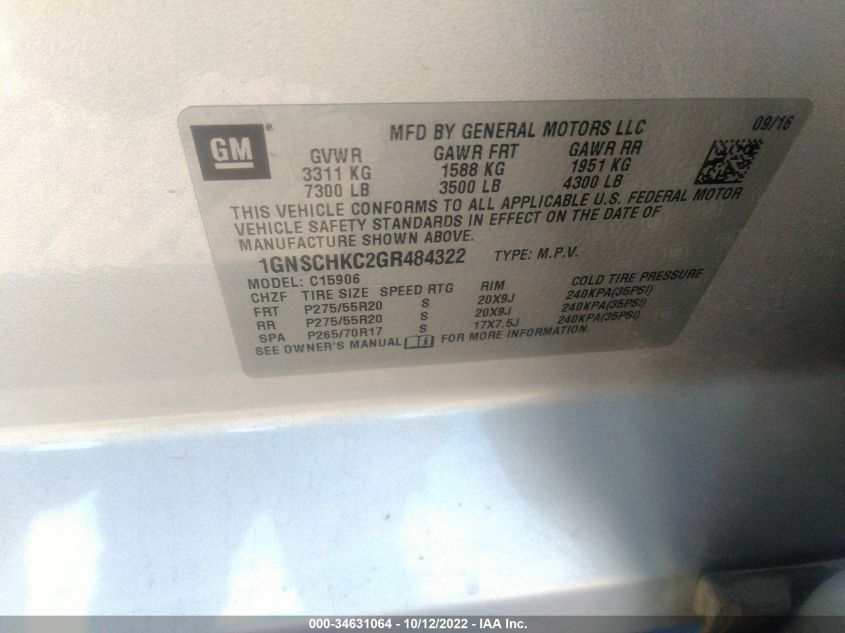 GM®
MFD BY GENERAL MOTORS LLC
09/16
GVWR GAWR FRT GAWR RR
3311 KG 1588 KG 1951 KG
7300 LB 3500 LB 4300 LB
THIS VEHICLE CONFORMS TO ALL APPLICABLE U.S. FEDERAL MOTOR
VEHICLE SAFETY STANDARDS IN EFFECT ON THE DATE OF
MANUFACTURE SHOWN ABOVE.
1GNSCHKC2GR484322 TYPE: M.P.V.
MODEL: C15906
CHZF TIRE SIZE SPEED RTG RIM COLD TIRE PRESSURE
FRT P275/55R20 S 20X9J 240KPA(35PSI)
RR P275/55R20 S 20X9J 240KPA(35PSI)
SPA P265/70R17 S 17X7.5J 240KPA(35PSI)
SEE OWNER'S MANUAL FOR MORE INFORMATION.
000-34631064 - 10/12/2022 - IAA Inc.